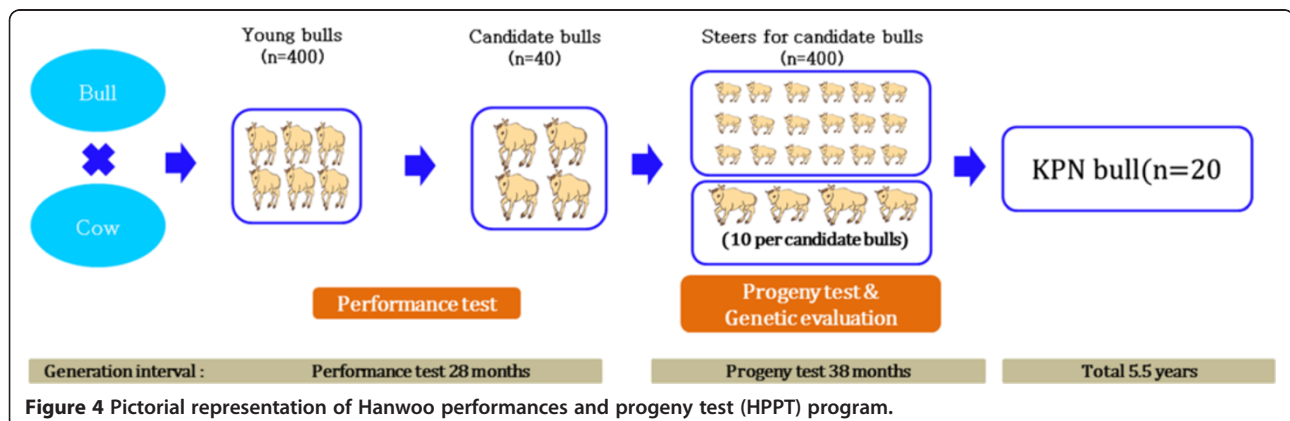 Young bulls
(n=400)
Candidate bulls
(n=40)
Steers for candidate bulls
(n=400)
Bull
Cow
(10 per candidate bulls)
KPN bull(n=20
Performance test
Progeny test &
Genetic evaluation
Generation interval : Performance test 28 months Progeny test 38 months Total 5.5 years
Figure 4 Pictorial representation of Hanwoo performances and progeny test (HPPT) program.